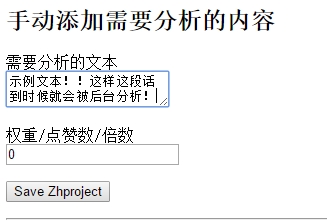 手动添加需要分析的内容
需要分析的文本
示例文本！！这样这段话
到时候就会被后台分析！
权重/点赞数/倍数
0
Save Zhproject